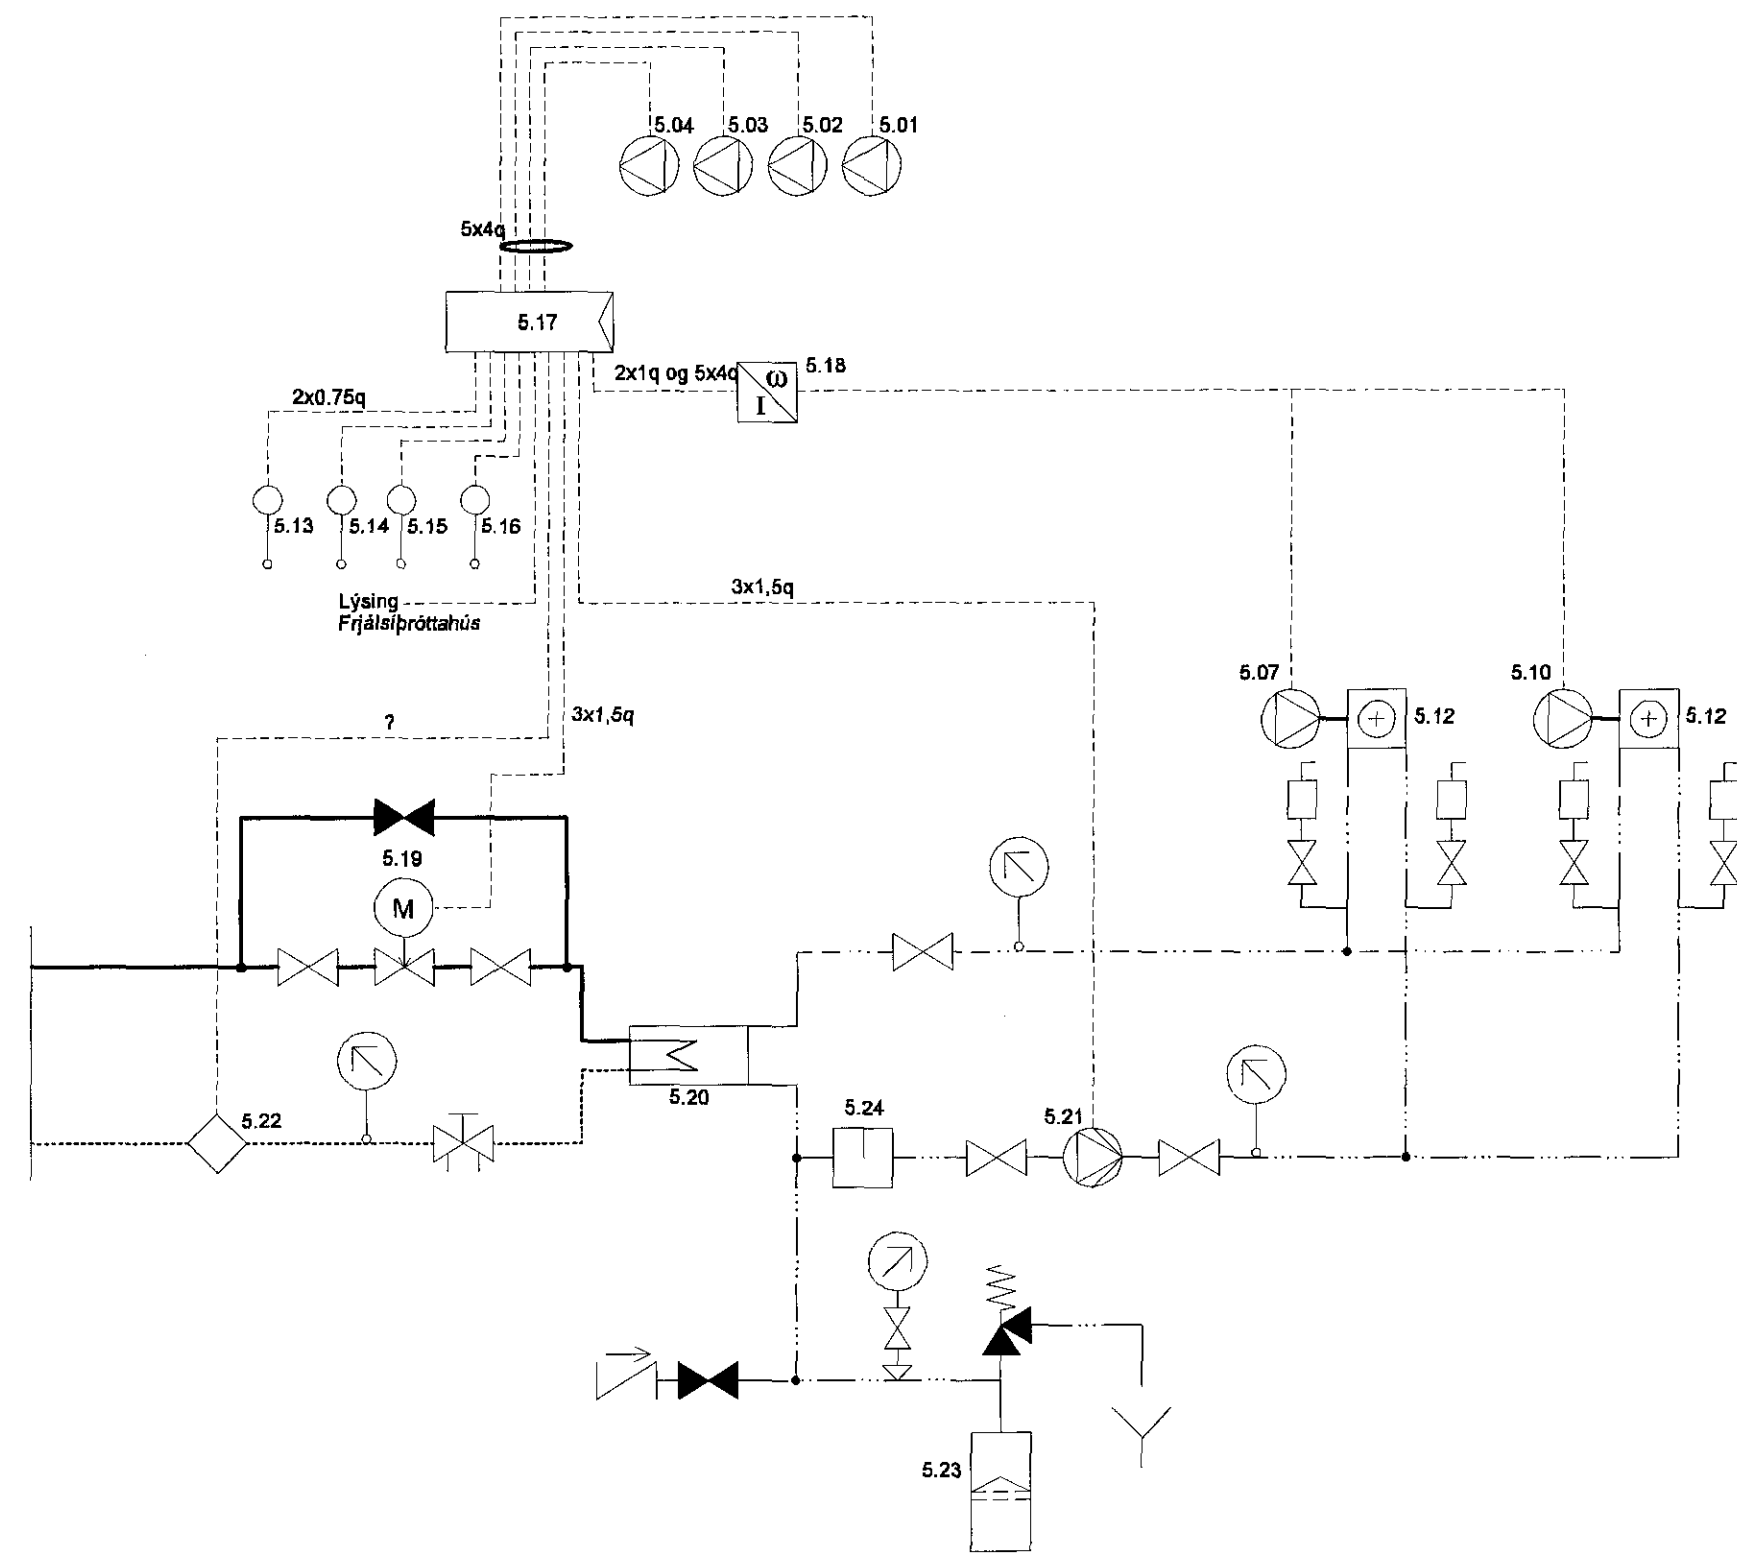 5.04
5.03
5.02
5.01
5x4q
5.17
2x1q og 5x4q
ω
I
5.18
2x0.75q
5.13
5.14
5.15
5.16
Lýsing
Frjálsíþróttahús
3x1,5q
5.07
5.10
5.12
5.12
?
3x1,5q
5.19
M
5.20
5.22
5.24
5.21
5.23